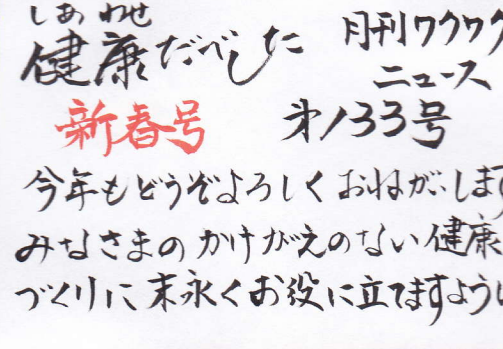 しあわせ
健康だべした 月刊ワクワク
ニュース
新春号 第133号
今年もどうぞよろしくおねがいします
みなさまのかけがえのない健康
づくりに末永くお役に立てますように